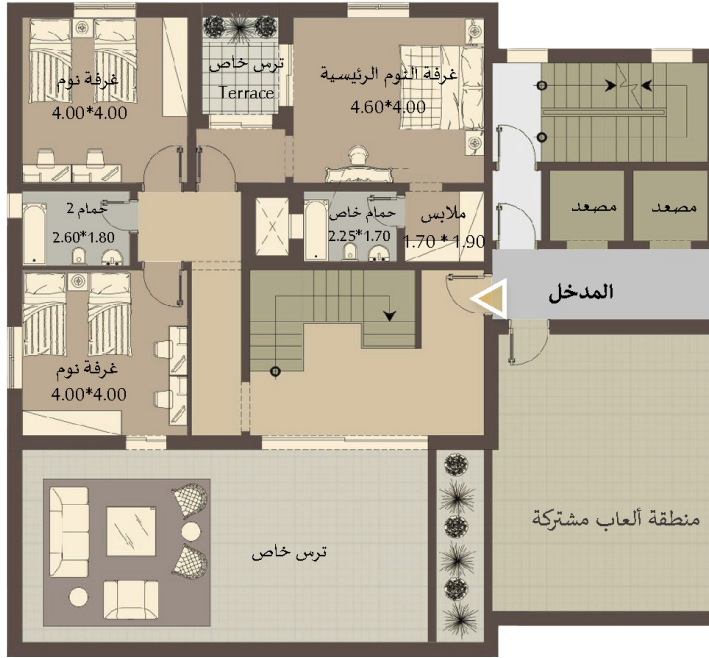 غرفة نوم
4.00*4.00
ترس خاص
Terrace
غرفة النوم الرئيسية
4.60*4.00
حمام 2
2.60*1.80
حمام خاص
2.25*1.70
ملابس
1.70 * 1.90
مصعد
مصعد
المدخل
غرفة نوم
4.00*4.00
ترس خاص
منطقة ألعاب مشتركة